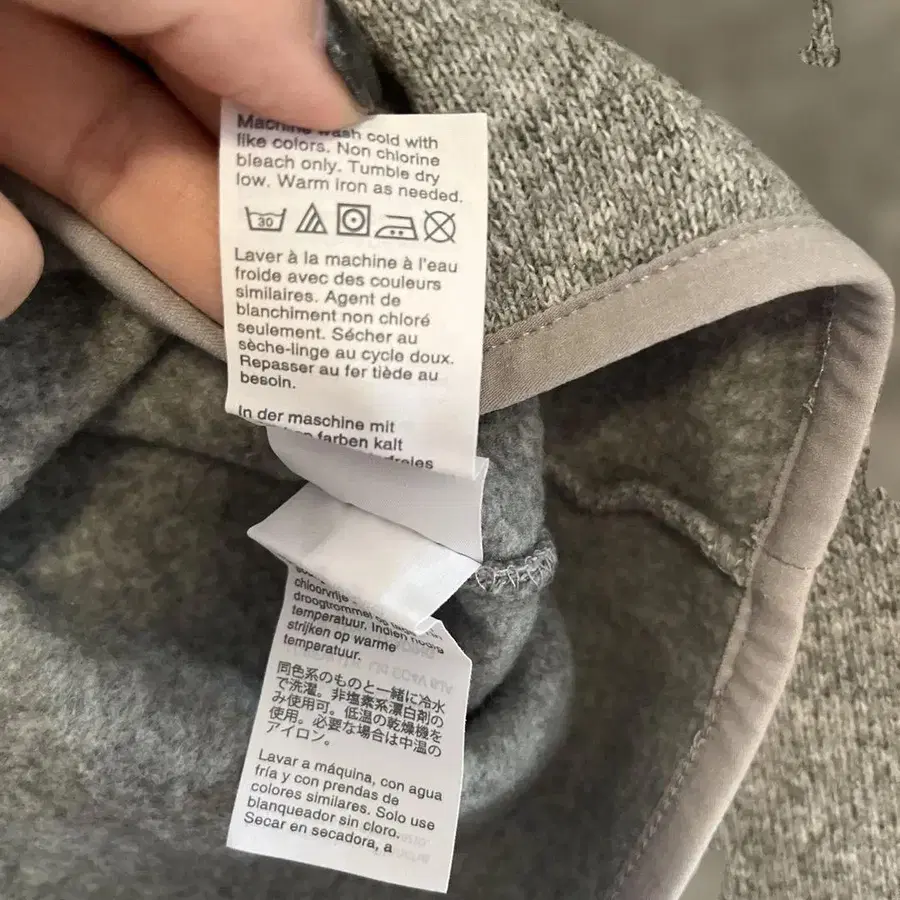 Machine wash cold with
like colors. Non chlorine
bleach only. Tumble dry
low. Warm iron as needed.
30
Laver à la machine à l'eau
froide avec des couleurs
similaires. Agent de
blanchiment non chloré
seulement. Sécher au
sèche-linge au cycle doux.
Repasser au fer tiède au
besoin.
In der maschine mit
farben kalt
chloorvrije
droogtrommel op
temperatuur. Indien nodig
strijken op warme
temperatuur.
同色系のものと一緒に冷水
で洗濯。非塩素系漂白剤の
み使用可。低温の乾燥機を
使用。必要な場合は中温の
アイロン。
Lavar a máquina, con agua
fría y con prendas de
colores similares. Solo use
blanqueador sin cloro.
Secar en secadora, a